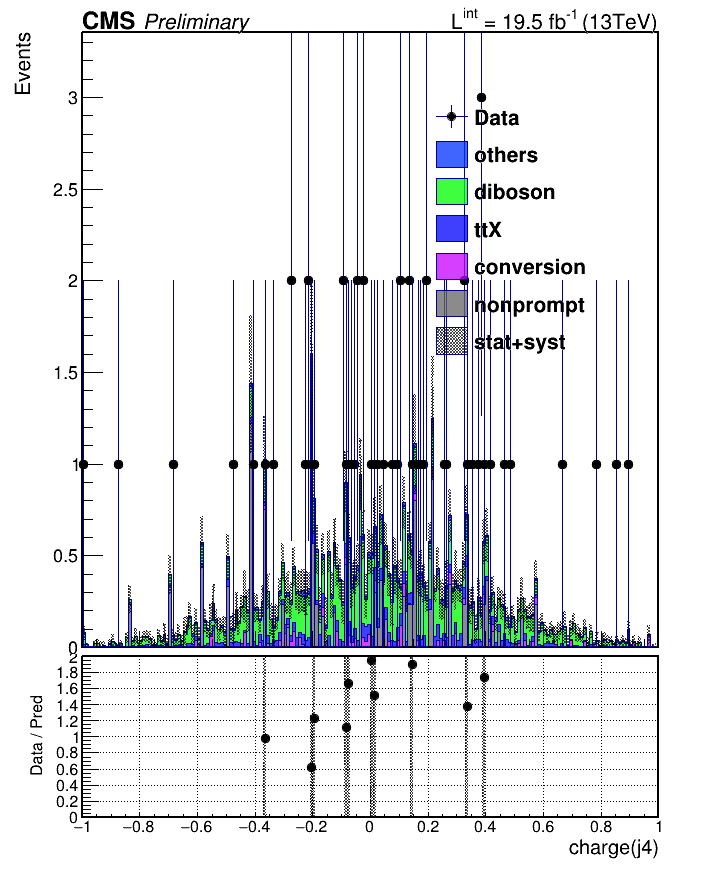 CMS Preliminary L^int = 19.5 fb^-1 (13TeV)
Events
3
2.5
2
1.5
1
0.5
0
Data
others
diboson
ttX
conversion
nonprompt
stat+syst
Data / Pred
2
1.8
1.6
1.4
1.2
1
0.8
0.6
0.4
0.2
0
−1 −0.8 −0.6 −0.4 −0.2 0 0.2 0.4 0.6 0.8 1
charge(j4)